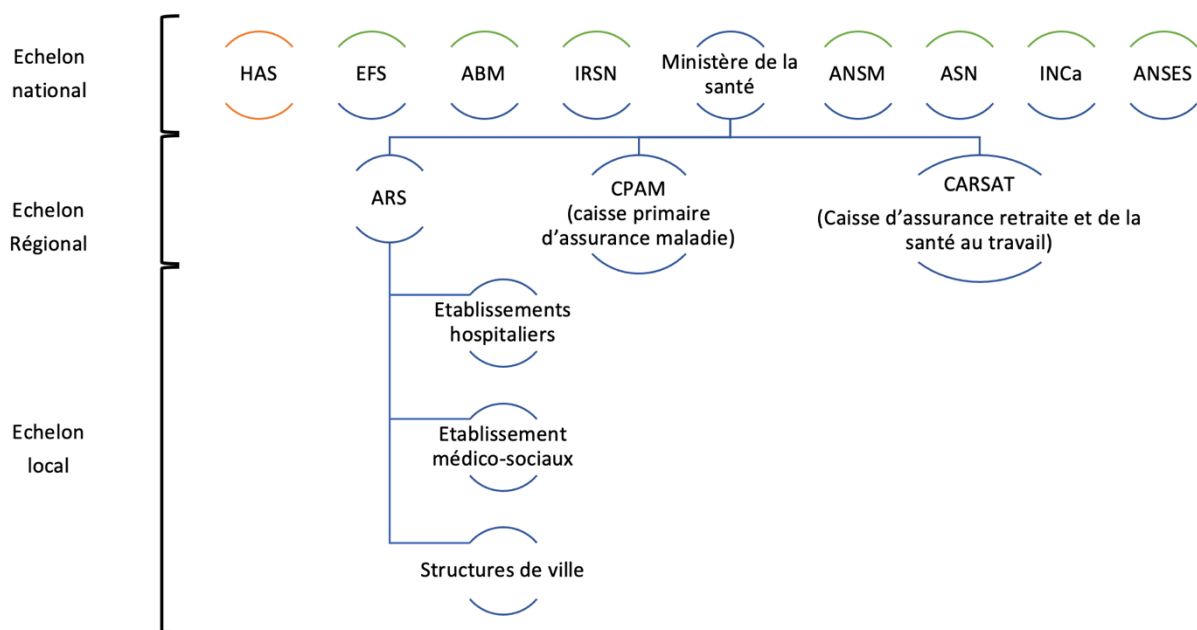 Echelon
national
HAS
EFS
ABM
IRSN
Ministère de la
santé
ANSM
ASN
INCa
ANSES
Echelon
Régional
ARS
CPAM
(caisse primaire
d’assurance maladie)
CARSAT
(Caisse d’assurance retraite et de la
santé au travail)
Echelon
local
Etablissements
hospitaliers
Etablissement
médico-sociaux
Structures de ville